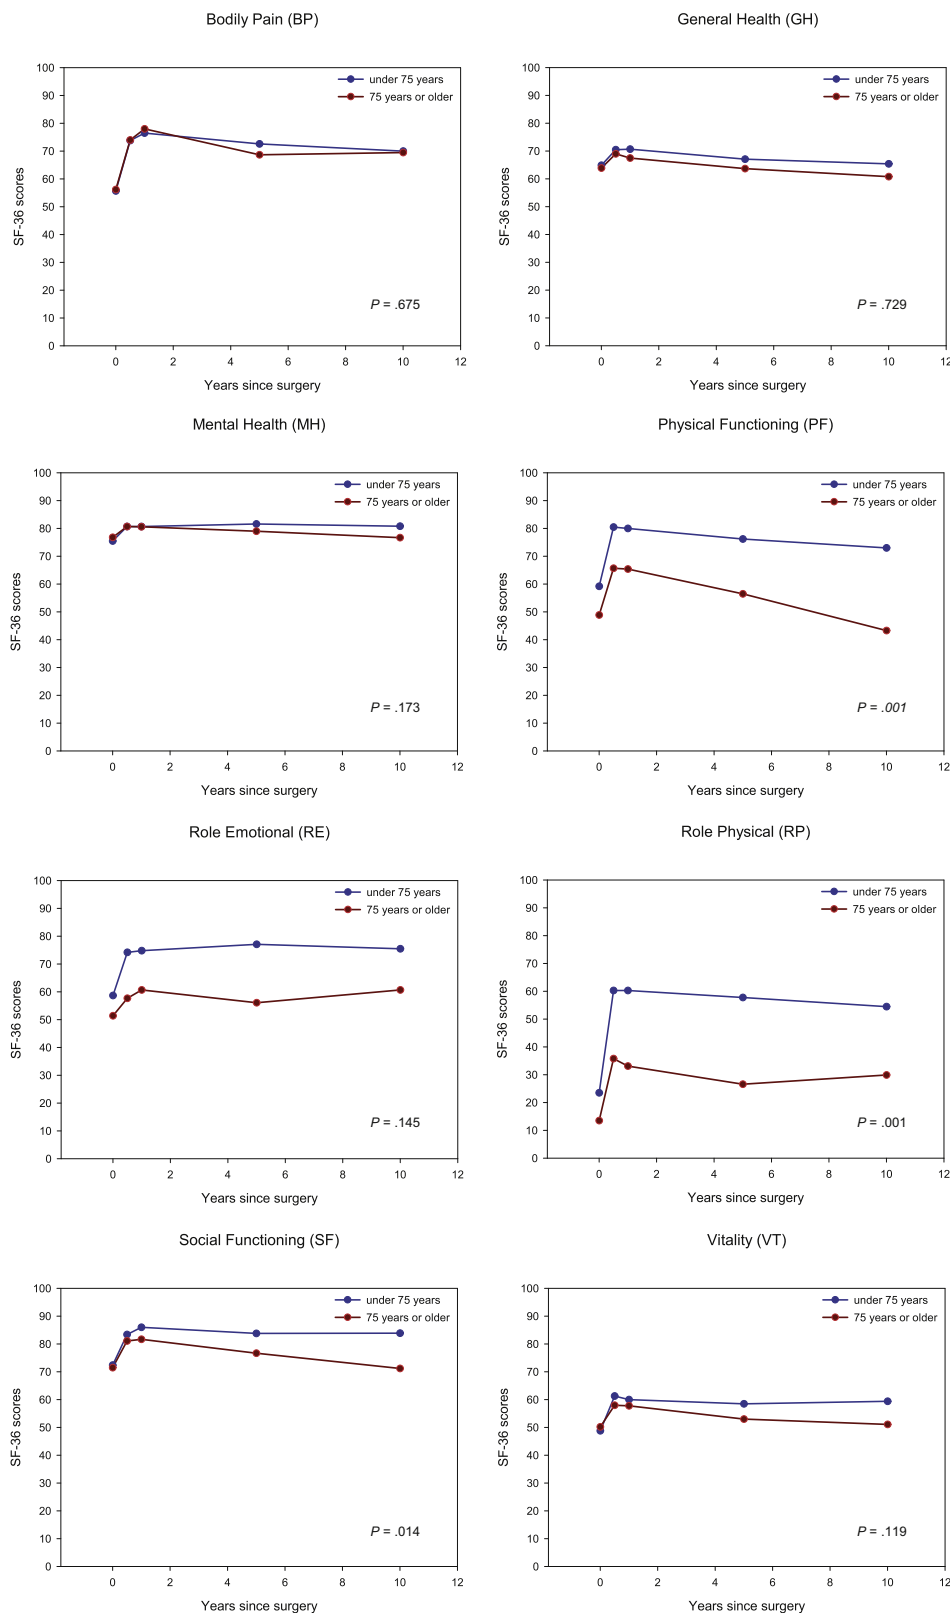 Bodily Pain (BP)
100
90
80
70
60
50
40
30
20
10
0
SF-36 scores
under 75 years
75 years or older
P = .675
0 2 4 6 8 10 12
Years since surgery
General Health (GH)
100
90
80
70
60
50
40
30
20
10
0
SF-36 scores
under 75 years
75 years or older
P = .729
0 2 4 6 8 10 12
Years since surgery
Mental Health (MH)
100
90
80
70
60
50
40
30
20
10
0
SF-36 scores
under 75 years
75 years or older
P = .173
0 2 4 6 8 10 12
Years since surgery
Physical Functioning (PF)
100
90
80
70
60
50
40
30
20
10
0
SF-36 scores
under 75 years
75 years or older
P = .001
0 2 4 6 8 10 12
Years since surgery
Role Emotional (RE)
100
90
80
70
60
50
40
30
20
10
0
SF-36 scores
under 75 years
75 years or older
P = .145
0 2 4 6 8 10 12
Years since surgery
Role Physical (RP)
100
90
80
70
60
50
40
30
20
10
0
SF-36 scores
under 75 years
75 years or older
P = .001
0 2 4 6 8 10 12
Years since surgery
Social Functioning (SF)
100
90
80
70
60
50
40
30
20
10
0
SF-36 scores
under 75 years
75 years or older
P = .014
0 2 4 6 8 10 12
Years since surgery
Vitality (VT)
100
90
80
70
60
50
40
30
20
10
0
SF-36 scores
under 75 years
75 years or older
P = .119
0 2 4 6 8 10 12
Years since surgery